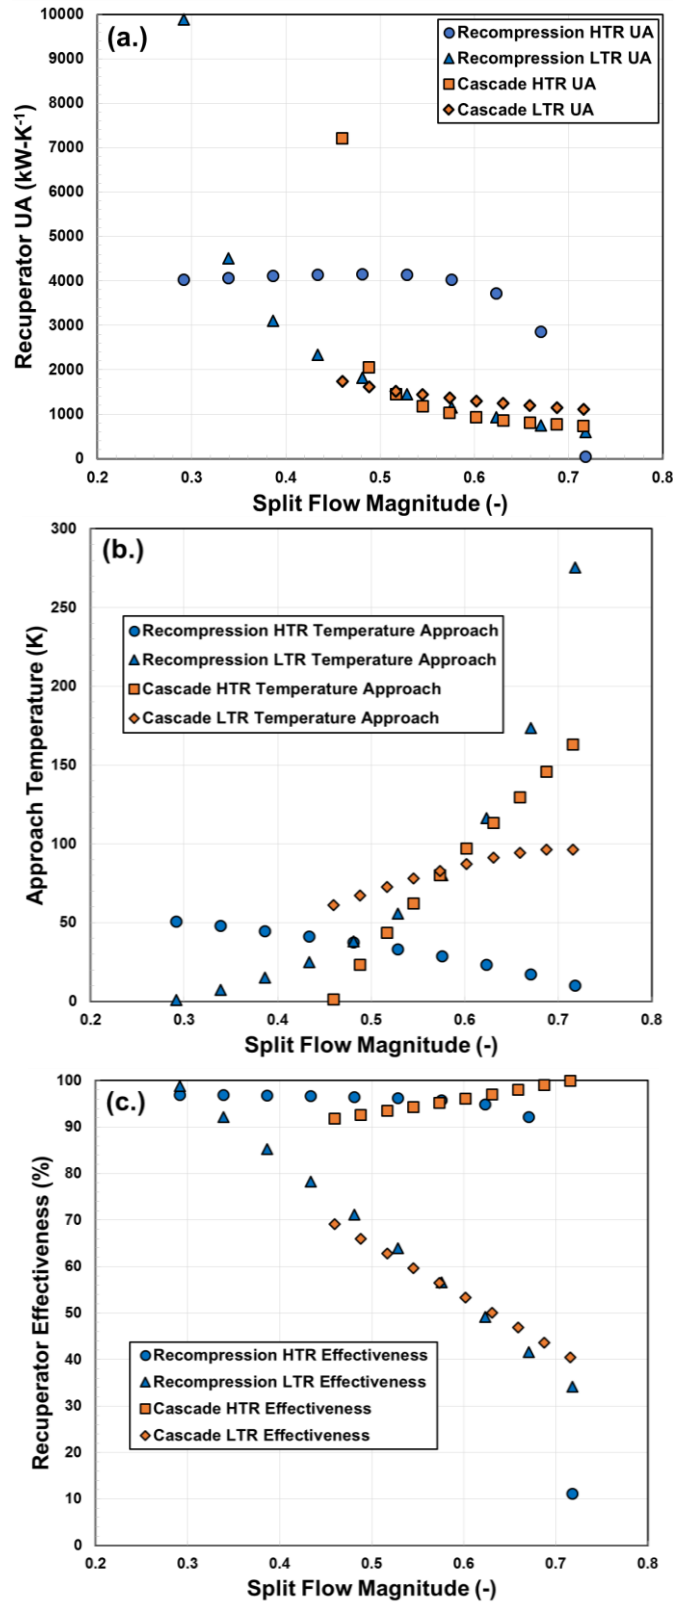 (a.)
Recompression HTR UA
Recompression LTR UA
Cascade HTR UA
Cascade LTR UA
Recuperator UA (kW-K⁻¹)
10000
9000
8000
7000
6000
5000
4000
3000
2000
1000
0
0.2 0.3 0.4 0.5 0.6 0.7 0.8
Split Flow Magnitude (-)
(b.)
Recompression HTR Temperature Approach
Recompression LTR Temperature Approach
Cascade HTR Temperature Approach
Cascade LTR Temperature Approach
Approach Temperature (K)
300
250
200
150
100
50
0
0.2 0.3 0.4 0.5 0.6 0.7 0.8
Split Flow Magnitude (-)
(c.)
Recompression HTR Effectiveness
Recompression LTR Effectiveness
Cascade HTR Effectiveness
Cascade LTR Effectiveness
Recuperator Effectiveness (%)
100
90
80
70
60
50
40
30
20
10
0
0.2 0.3 0.4 0.5 0.6 0.7 0.8
Split Flow Magnitude (-)